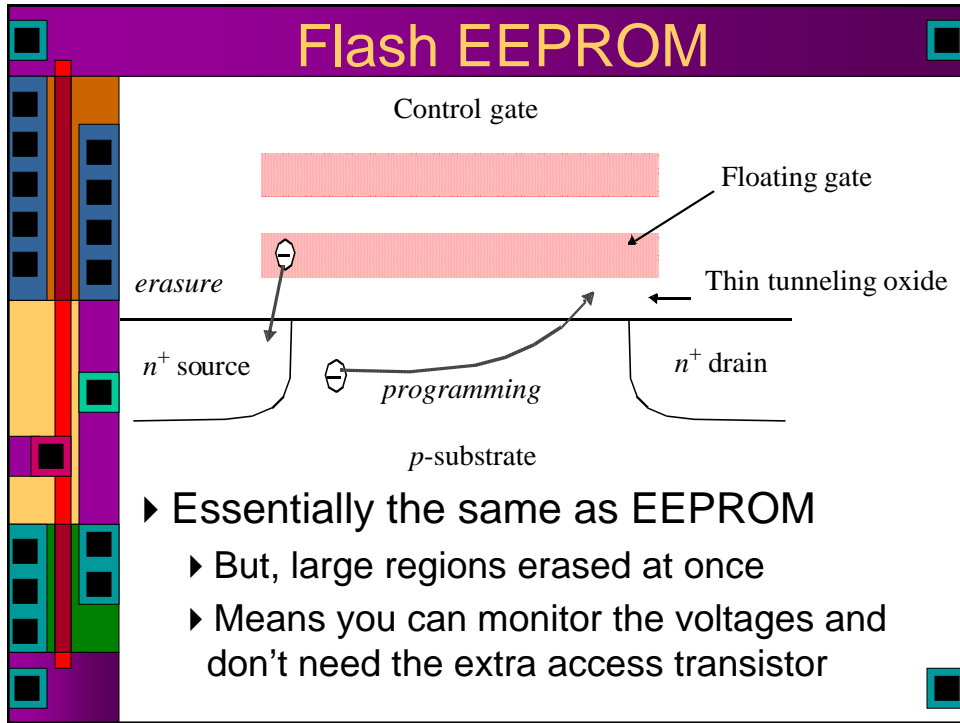 Flash EEPROM
Control gate
Floating gate
erasure
Thin tunneling oxide
n+ source
n+ drain
programming
p-substrate
Essentially the same as EEPROM
But, large regions erased at once
Means you can monitor the voltages and
don't need the extra access transistor